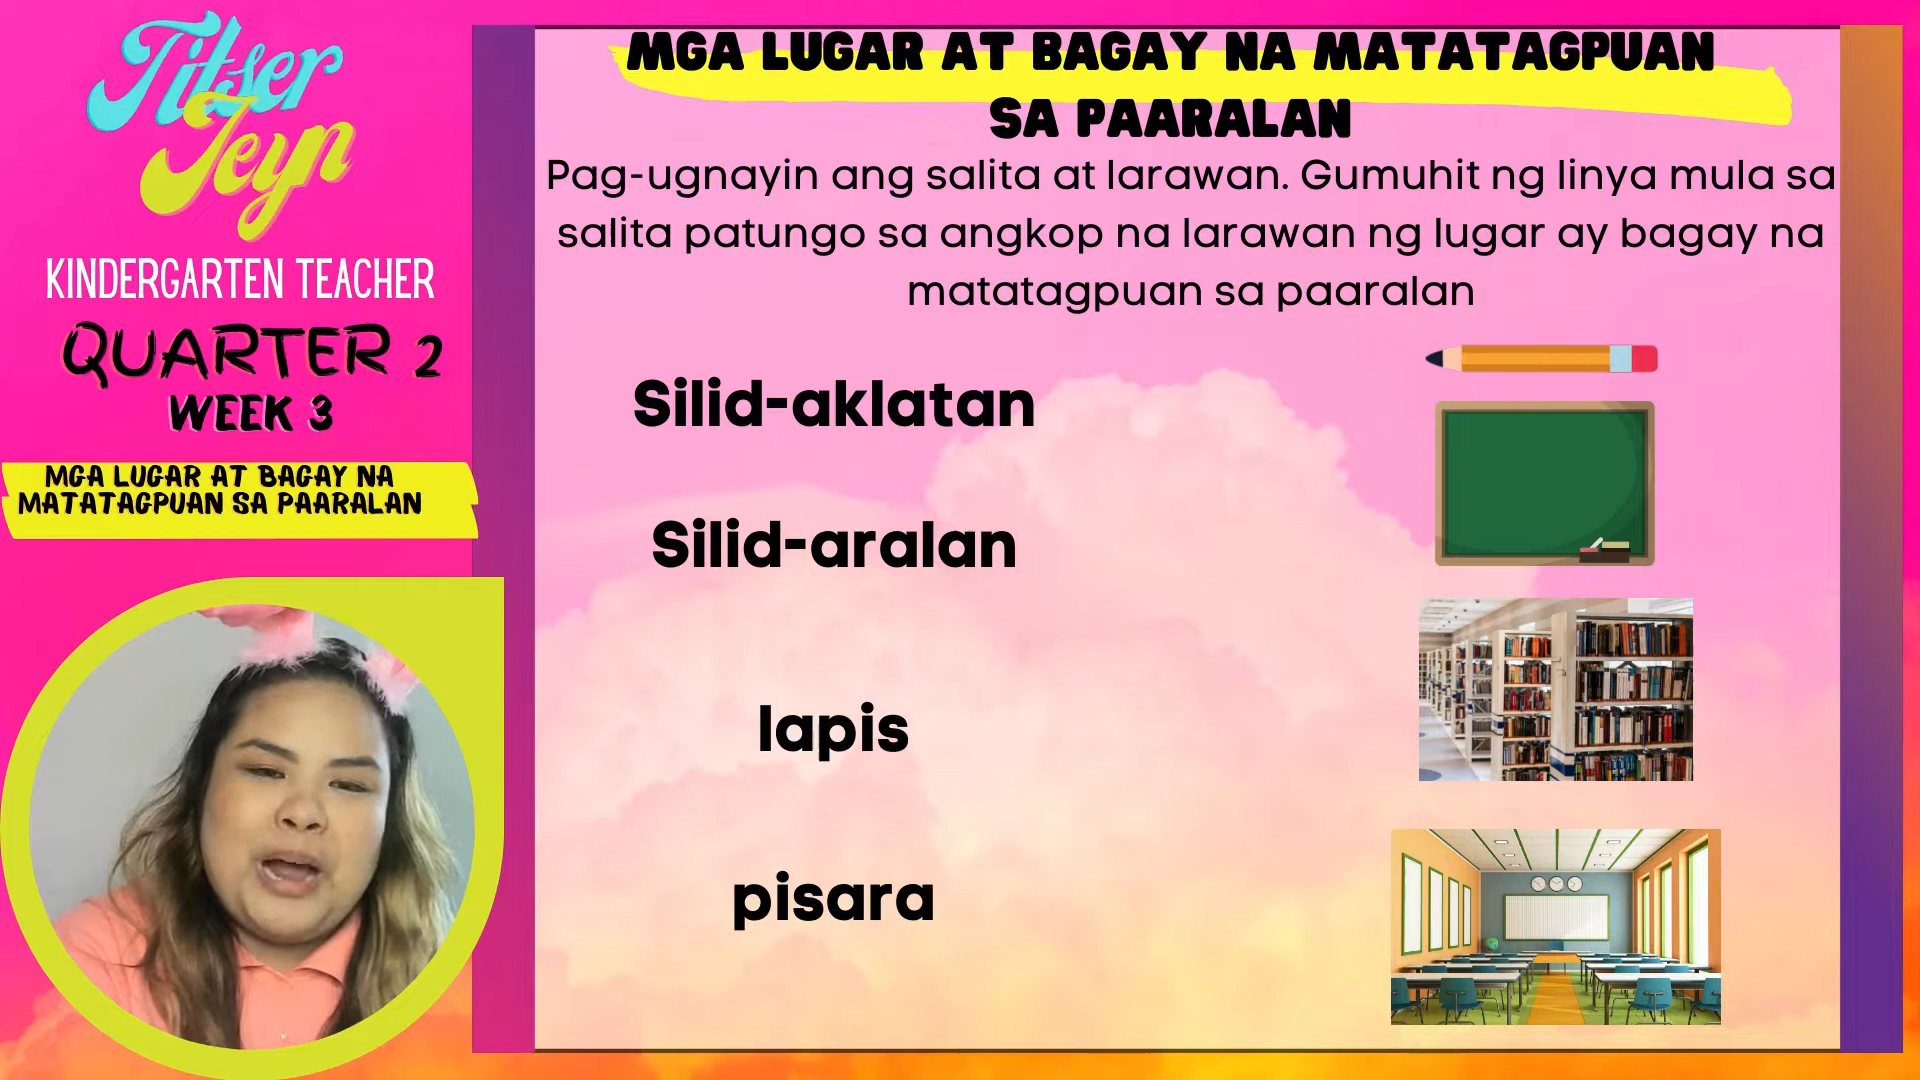 Titser
Jeyn
KINDERGARTEN TEACHER
QUARTER 2
WEEK 3
MGA LUGAR AT BAGAY NA
MATATAGPUAN SA PAARALAN
MGA LUGAR AT BAGAY NA MATATAGPUAN
SA PAARALAN
Pag-ugnayin ang salita at larawan. Gumuhit ng linya mula sa
salita patungo sa angkop na larawan ng lugar ay bagay na
matatagpuan sa paaralan
Silid-aklatan
Silid-aralan
lapis
pisara